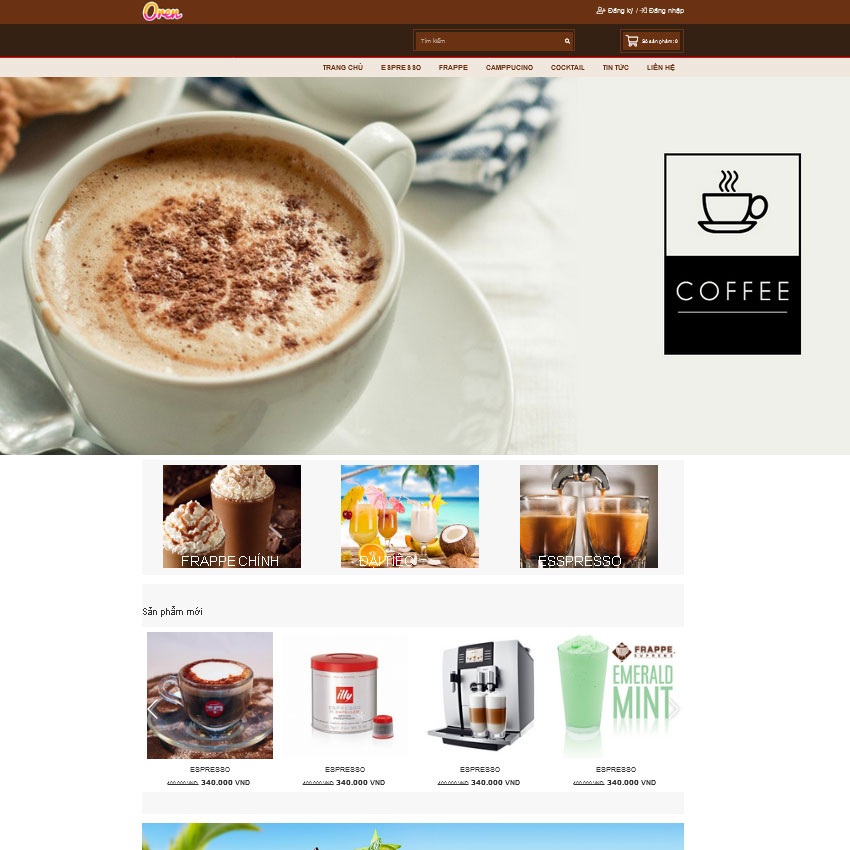 Oren
Đăng ký / Đăng nhập
Tìm kiếm
Số sản phẩm: 0
TRANG CHỦ ESPRESSO FRAPPE CAMPPUCINO COCKTAIL TIN TỨC LIÊN HỆ
COFFEE
FRAPPE CHÍNH
ĐẠI TIỆC
ESSPRESSO
Sản phẩm mới
illy
ESPRESSO
FRAPPE
SUPREME
EMERALD
MINT
ESPRESSO ESPRESSO ESPRESSO ESPRESSO
400.000 VND 340.000 VND 400.000 VND 340.000 VND 400.000 VND 340.000 VND 400.000 VND 340.000 VND